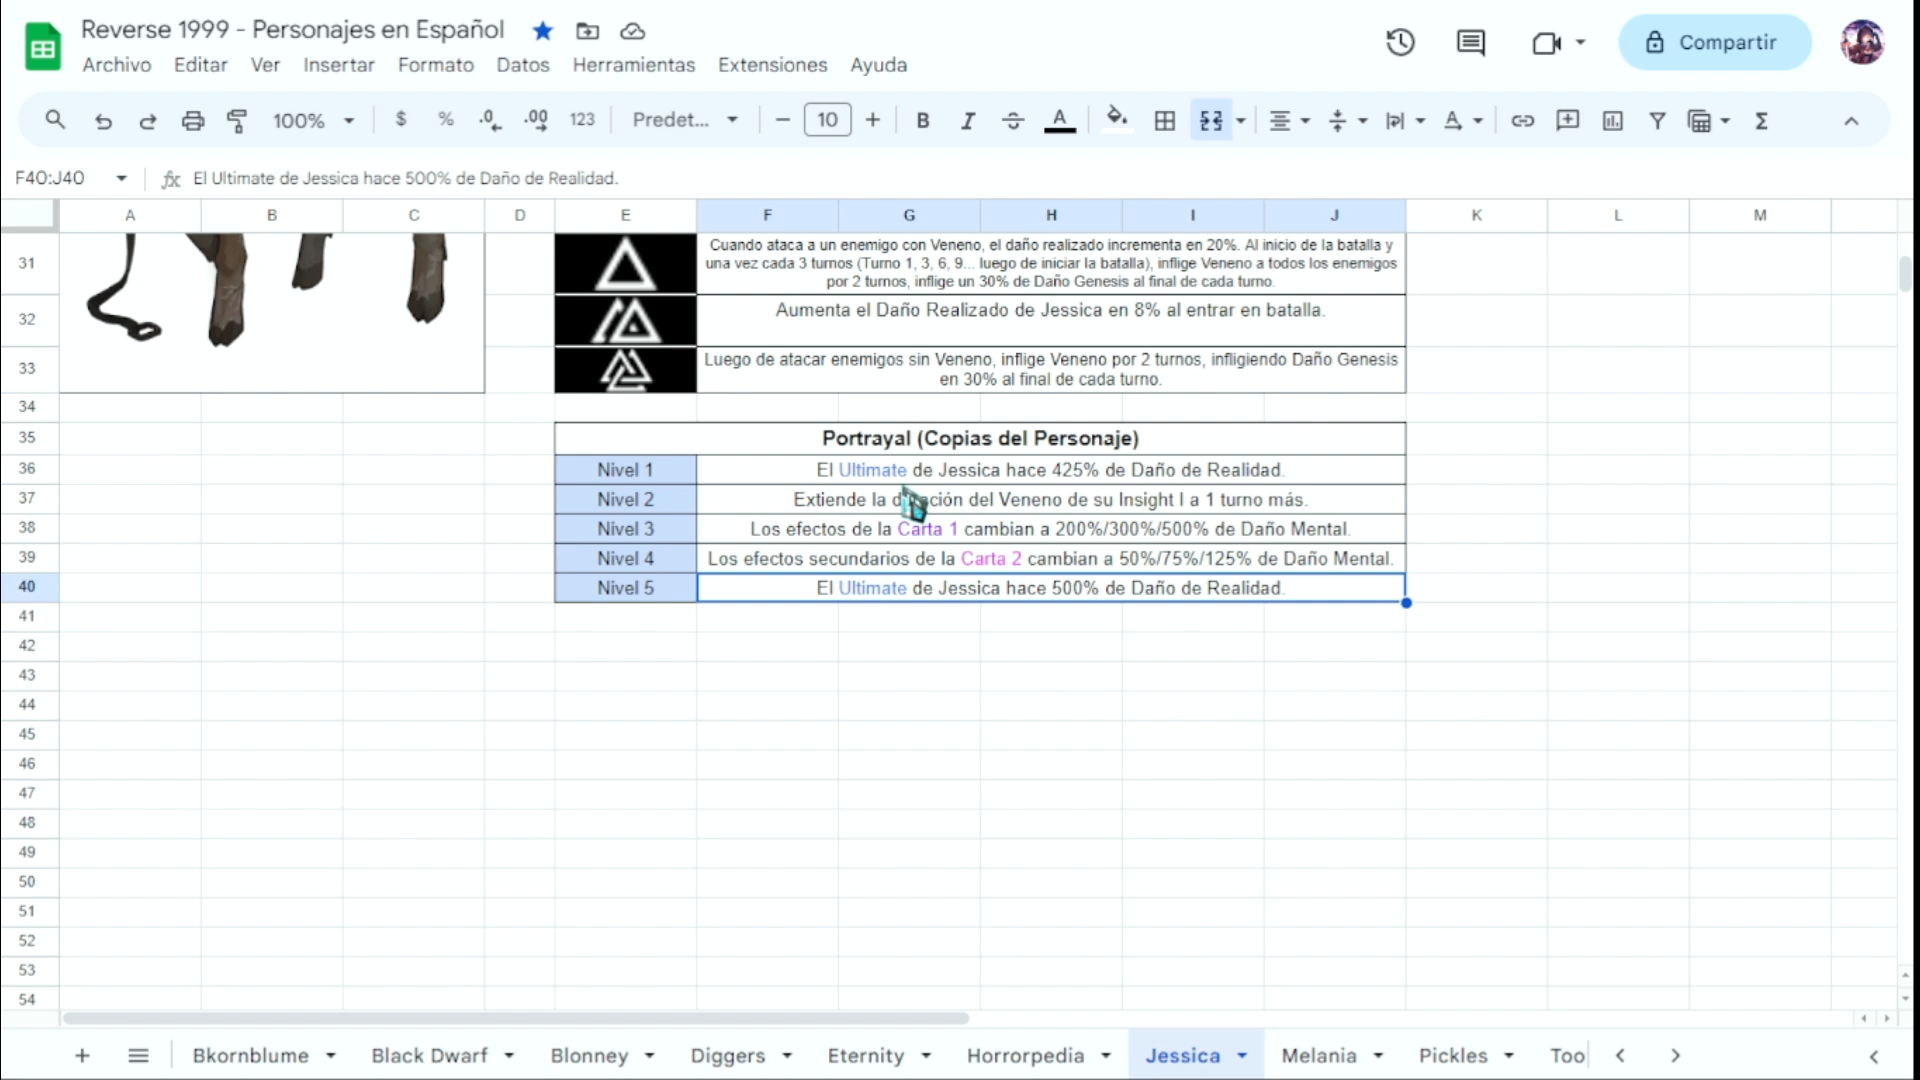 Reverse 1999 - Personajes en Español
Archivo Editar Ver Insertar Formato Datos Herramientas Extensiones Ayuda
Compartir
100% $ % .0 .00 123 Predet... − 10 + B I A
F40:J40 fx El Ultimate de Jessica hace 500% de Daño de Realidad.
A B C D E F G H I J K L M
31
Cuando ataca a un enemigo con Veneno, el daño realizado incrementa en 20%. Al inicio de la batalla y
una vez cada 3 turnos (Turno 1, 3, 6, 9... luego de iniciar la batalla), inflige Veneno a todos los enemigos
por 2 turnos, inflige un 30% de Daño Genesis al final de cada turno.
32 Aumenta el Daño Realizado de Jessica en 8% al entrar en batalla.
33
Luego de atacar enemigos sin Veneno, inflige Veneno por 2 turnos, infligiendo Daño Genesis
en 30% al final de cada turno.
34
35 Portrayal (Copias del Personaje)
36 Nivel 1 El Ultimate de Jessica hace 425% de Daño de Realidad.
37 Nivel 2 Extiende la del Veneno de su Insight I a 1 turno más.
38 Nivel 3 Los efectos de la Carta 1 cambian a 200%/300%/500% de Daño Mental.
39 Nivel 4 Los efectos secundarios de la Carta 2 cambian a 50%/75%/125% de Daño Mental.
40 Nivel 5 El Ultimate de Jessica hace 500% de Daño de Realidad.
41
42
43
44
45
46
47
48
49
50
51
52
53
54
+ Bkornblume Black Dwarf Blonney Diggers Eternity Horrorpedia Jessica Melania Pickles Too